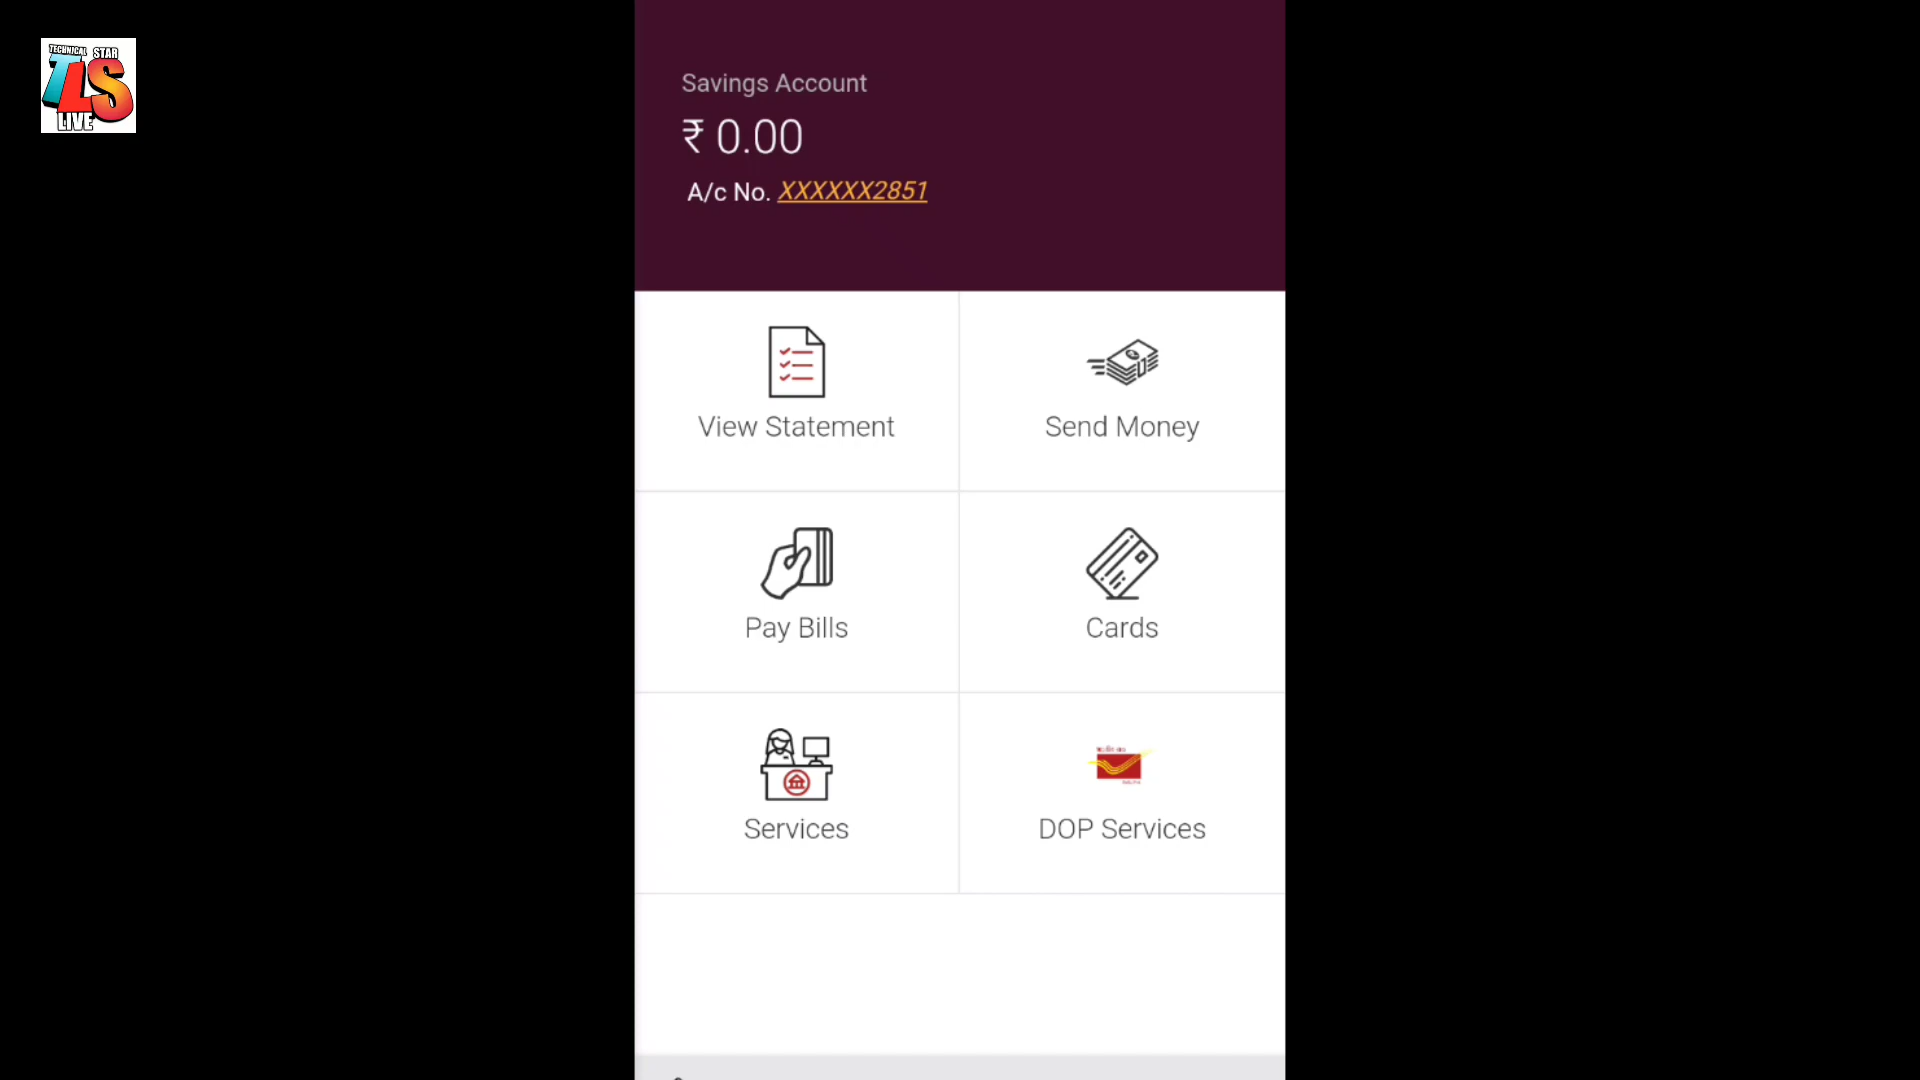 TECHNICAL STAR
TLS
LIVE
Savings Account
₹ 0.00
A/c No. XXXXXX2851
View Statement
Send Money
Pay Bills
Cards
Services
DOP Services